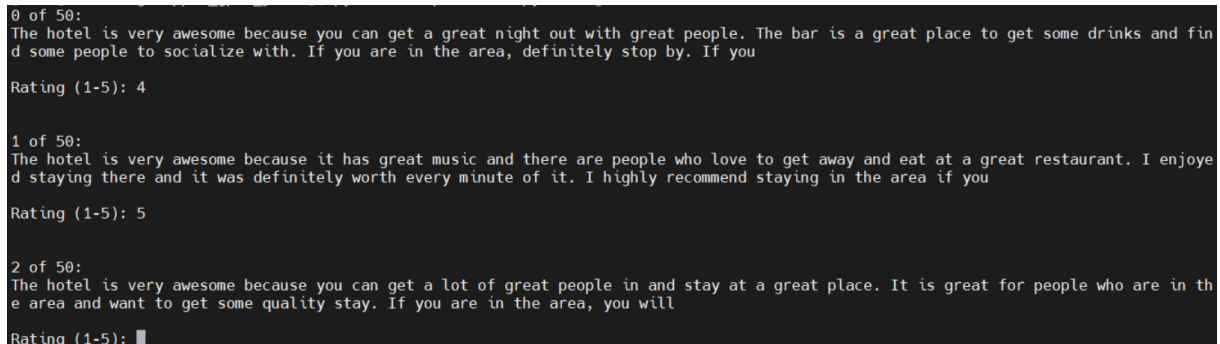 0 of 50:
The hotel is very awesome because you can get a great night out with great people. The bar is a great place to get some drinks and fin
d some people to socialize with. If you are in the area, definitely stop by. If you
Rating (1-5): 4
1 of 50:
The hotel is very awesome because it has great music and there are people who love to get away and eat at a great restaurant. I enjoye
d staying there and it was definitely worth every minute of it. I highly recommend staying in the area if you
Rating (1-5): 5
2 of 50:
The hotel is very awesome because you can get a lot of great people in and stay at a great place. It is great for people who are in th
e area and want to get some quality stay. If you are in the area, you will
Rating (1-5):